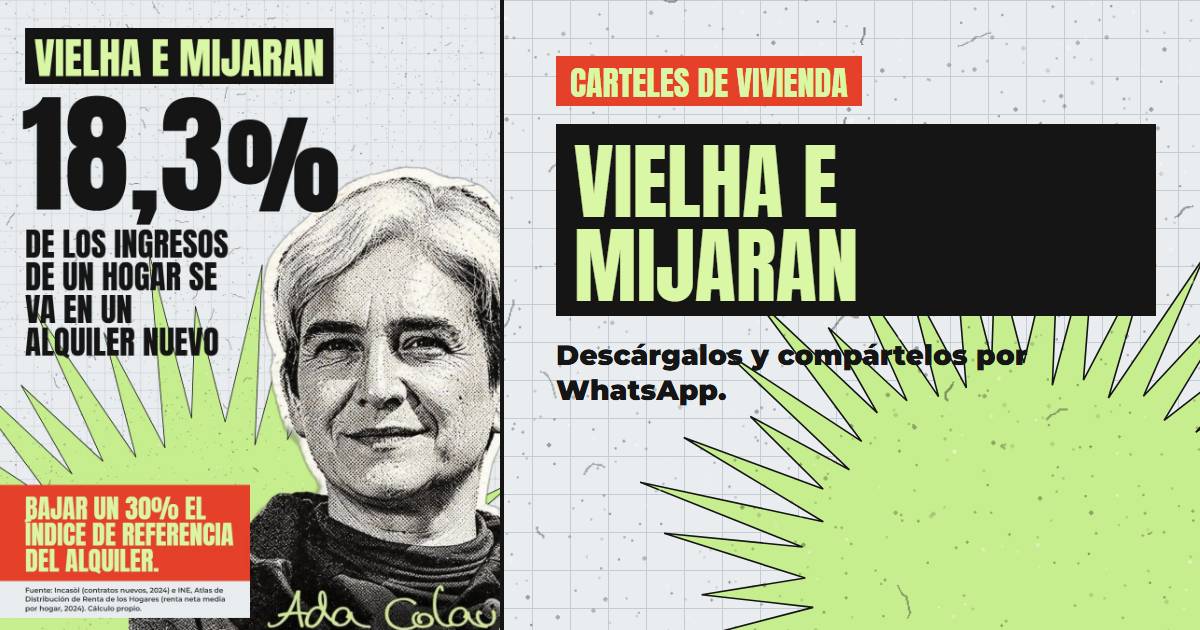 VIELHA E MIJARAN
18,3%
DE LOS INGRESOS
DE UN HOGAR SE
VA EN UN
ALQUILER NUEVO
BAJAR UN 30% EL
ÍNDICE DE REFERENCIA
DEL ALQUILER.
Fuente: Incasòl (contratos nuevos, 2024) e INE, Atlas de
Distribución de Renta de los Hogares (renta neta media
por hogar, 2024). Cálculo propio.
Ada Colau
CARTELES DE VIVIENDA
VIELHA E
MIJARAN
Descárgalos y compártelos por
WhatsApp.